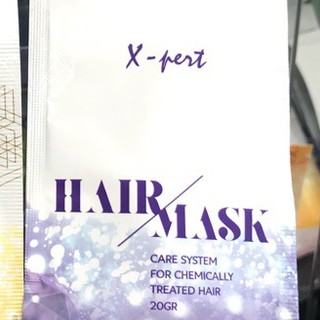 X-pert
HAIR/MASK
CARE SYSTEM
FOR CHEMICALLY
TREATED HAIR
20GR